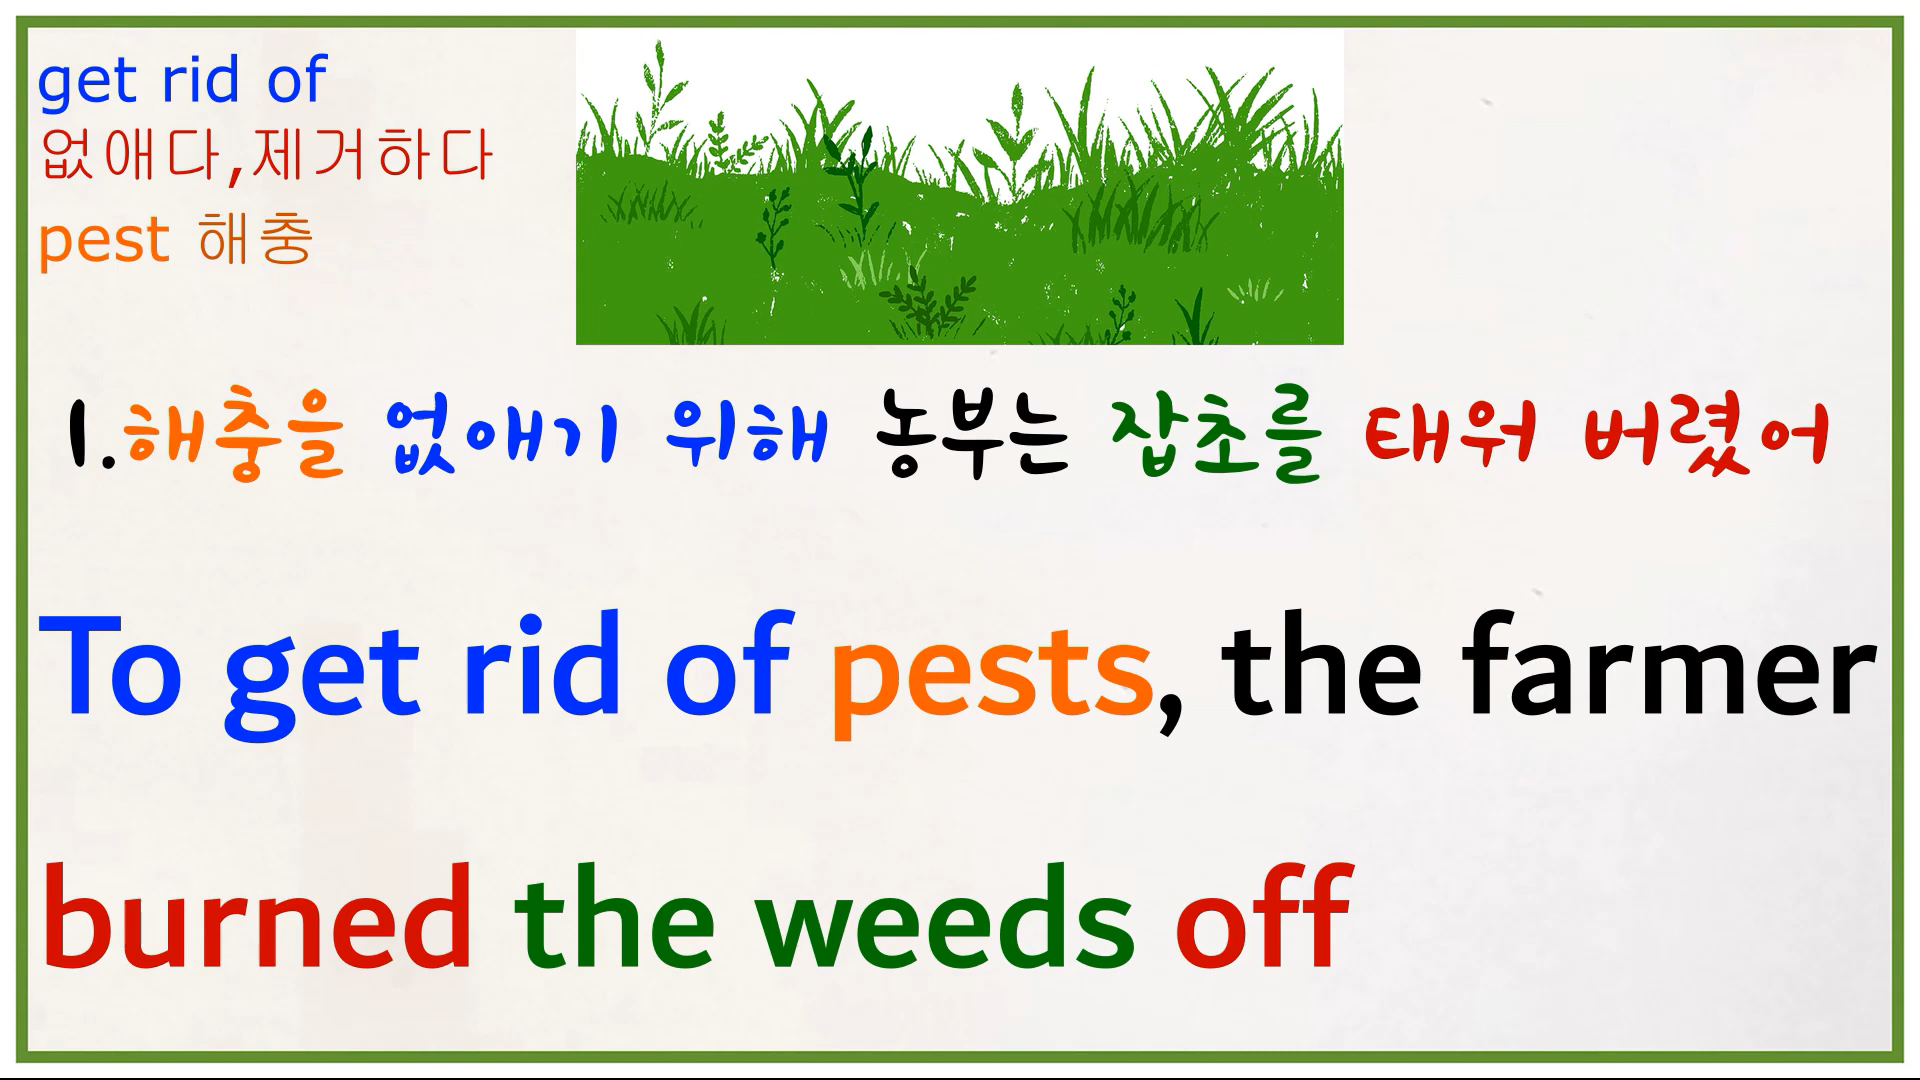 get rid of
없애다,제거하다
pest 해충
1.해충을 없애기 위해 농부는 잡초를 태워 버렸어
To get rid of pests, the farmer
burned the weeds off